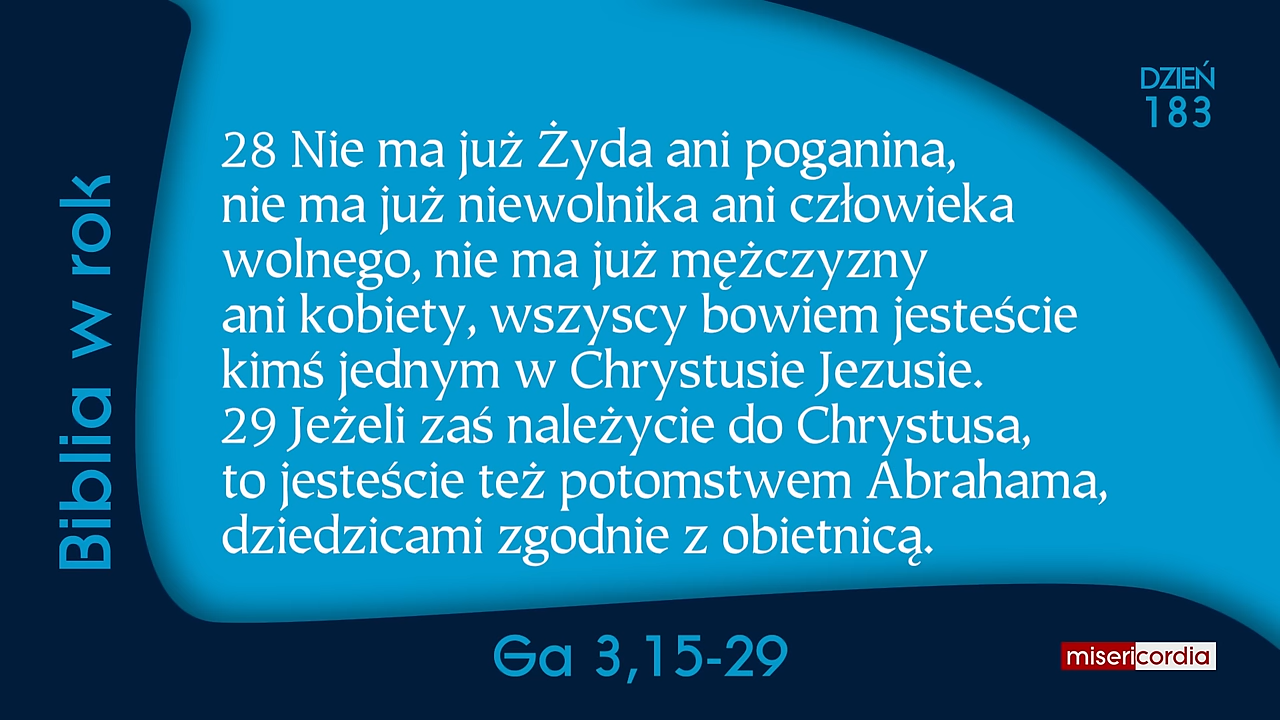 DZIEŃ
183
28 Nie ma już Żyda ani poganina,
nie ma już niewolnika ani człowieka
wolnego, nie ma już mężczyzny
ani kobiety, wszyscy bowiem jesteście
kimś jednym w Chrystusie Jezusie.
29 Jeżeli zaś należycie do Chrystusa,
to jesteście też potomstwem Abrahama,
dziedzicami zgodnie z obietnicą.
Biblia w rok
Ga 3,15-29
misericordia